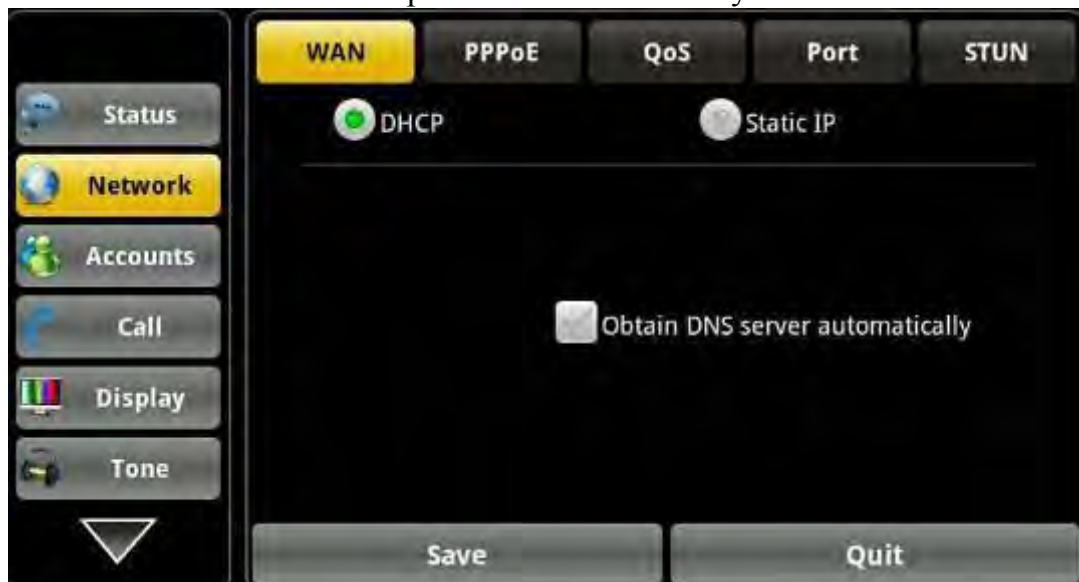 WAN PPPoE QoS Port STUN
Status
DHCP Static IP
Network
Accounts
Call
Obtain DNS server automatically
Display
Tone
Save Quit